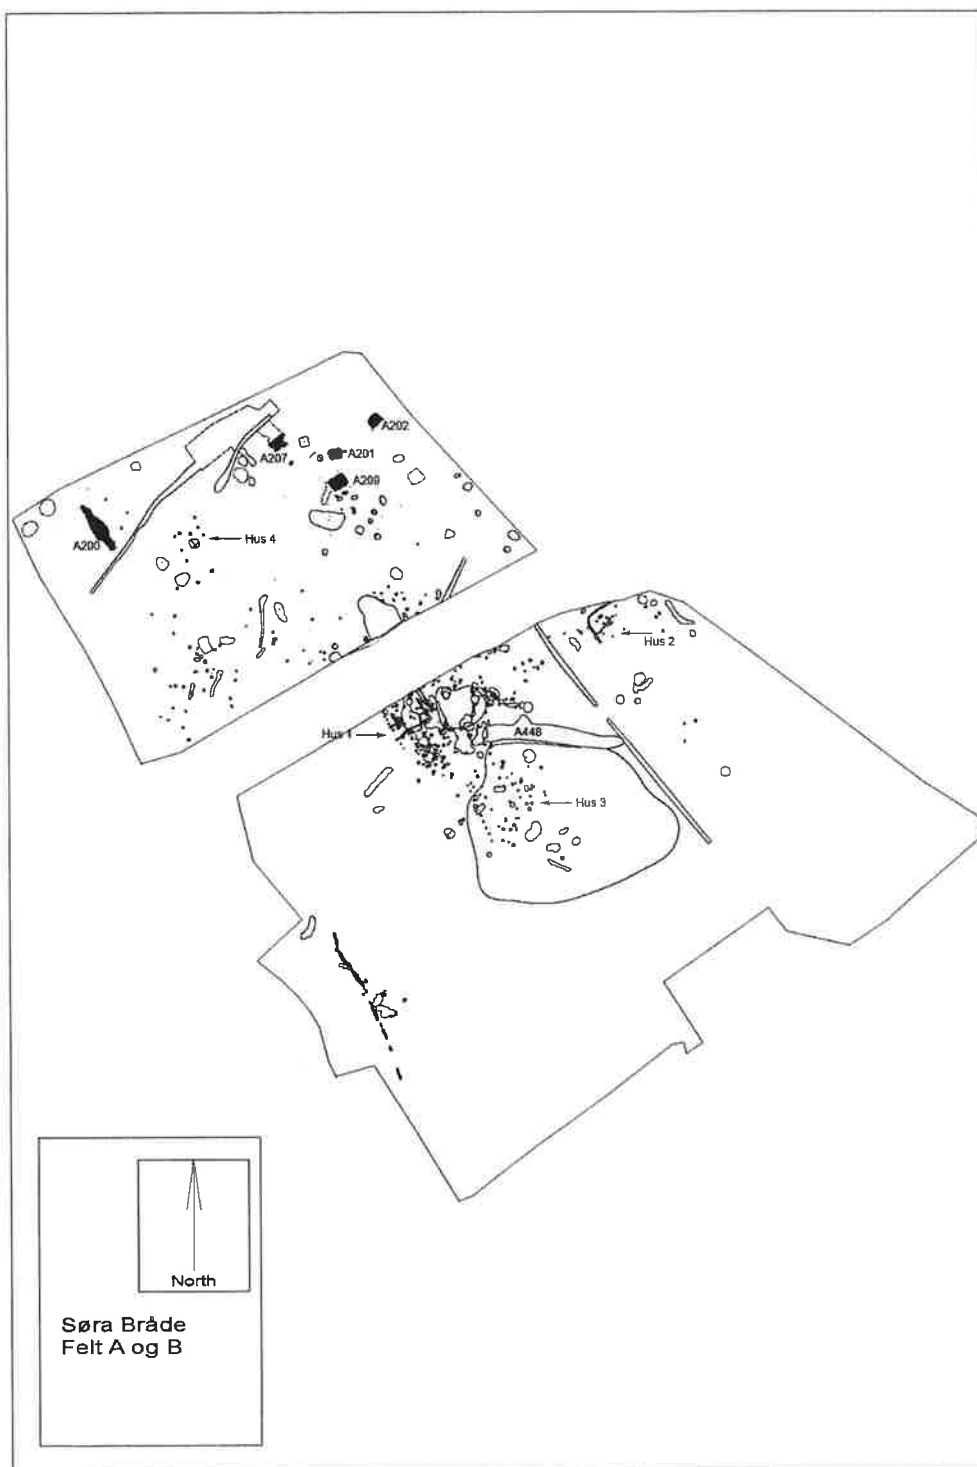 A202
A207
A201
A209
A200
Hus 4
Hus 2
Hus 1
A448
Hus 3
North
Søra Bråde
Felt A og B